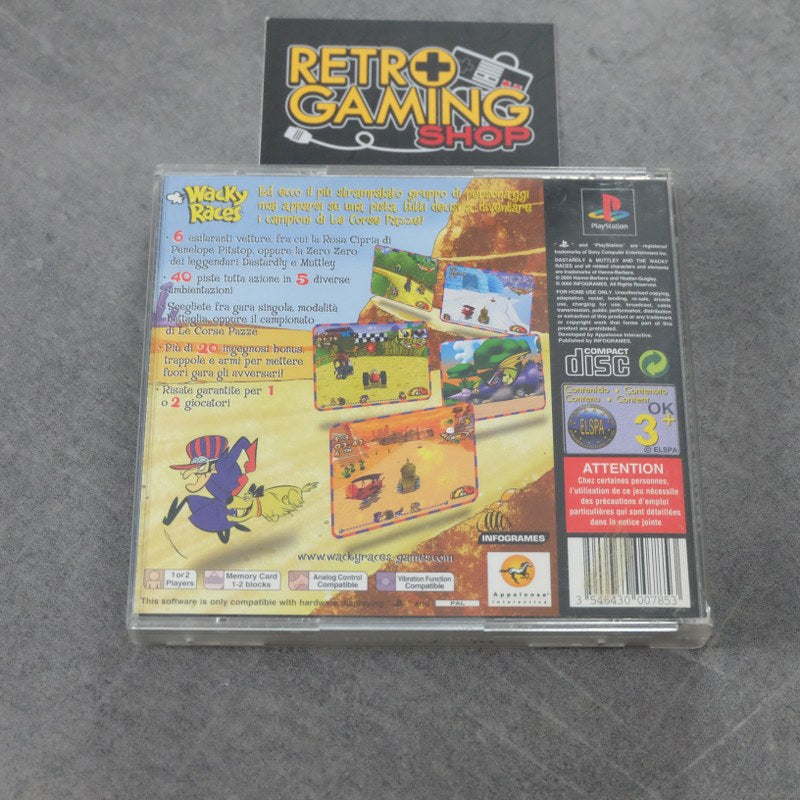 RETRO
GAMING
SHOP
Wacky
Races
Ed ecco il più strampalato gruppo di personaggi
mai apparsi su una pista, tutti decisi a diventare
i campioni di Le Corse Pazze!
• 6 esilaranti vetture, fra cui la Rosa Cipria di
Penelope Pitstop, oppure la Zero Zero
dei leggendari Dastardly e Muttley
• 40 piste tutta azione in 5 diverse
ambientazioni
• Scegliete fra gara singola, modalità
battaglia, oppure il campionato
di Le Corse Pazze
• Più di 20 ingegnosi bonus,
trappole e armi per mettere
fuori gara gli avversari!
• Risate garantite per 1
o 2 giocatori
www.wackyraces-games.com
INFOGRAMES
Appaloosa
Interactive
1 or 2
Players
Memory Card
1-2 blocks
Analog Control
Compatible
Vibration Function
Compatible
This software is only compatible with hardware displaying and PAL
PlayStation
" " and "PlayStation" are registered
trademarks of Sony Computer Entertainment Inc.
DASTARDLY & MUTTLEY AND THE WACKY
RACES and all related characters and elements
are trademarks of Hanna-Barbera.
© 2000 Hanna-Barbera and Heatter-Quigley.
© 2000 INFOGRAMES. All Rights Reserved.
FOR HOME USE ONLY. Unauthorised copying,
adaptation, rental, lending, re-sale, arcade
use, charging for use, broadcast, cable
transmission, public performance, distribution
or extraction of this product or any trademark
or copyright work that forms part of this
product are prohibited.
Developed by Appaloosa Interactive.
Published by INFOGRAMES.
COMPACT
disc
Contenido • Contenuto
Contenu • Content
ELSPA
OK
3+
© ELSPA
ATTENTION
Chez certaines personnes,
l'utilisation de ce jeu nécessite
des précautions d'emploi
particulières qui sont détaillées
dans la notice jointe
3 546430 007853